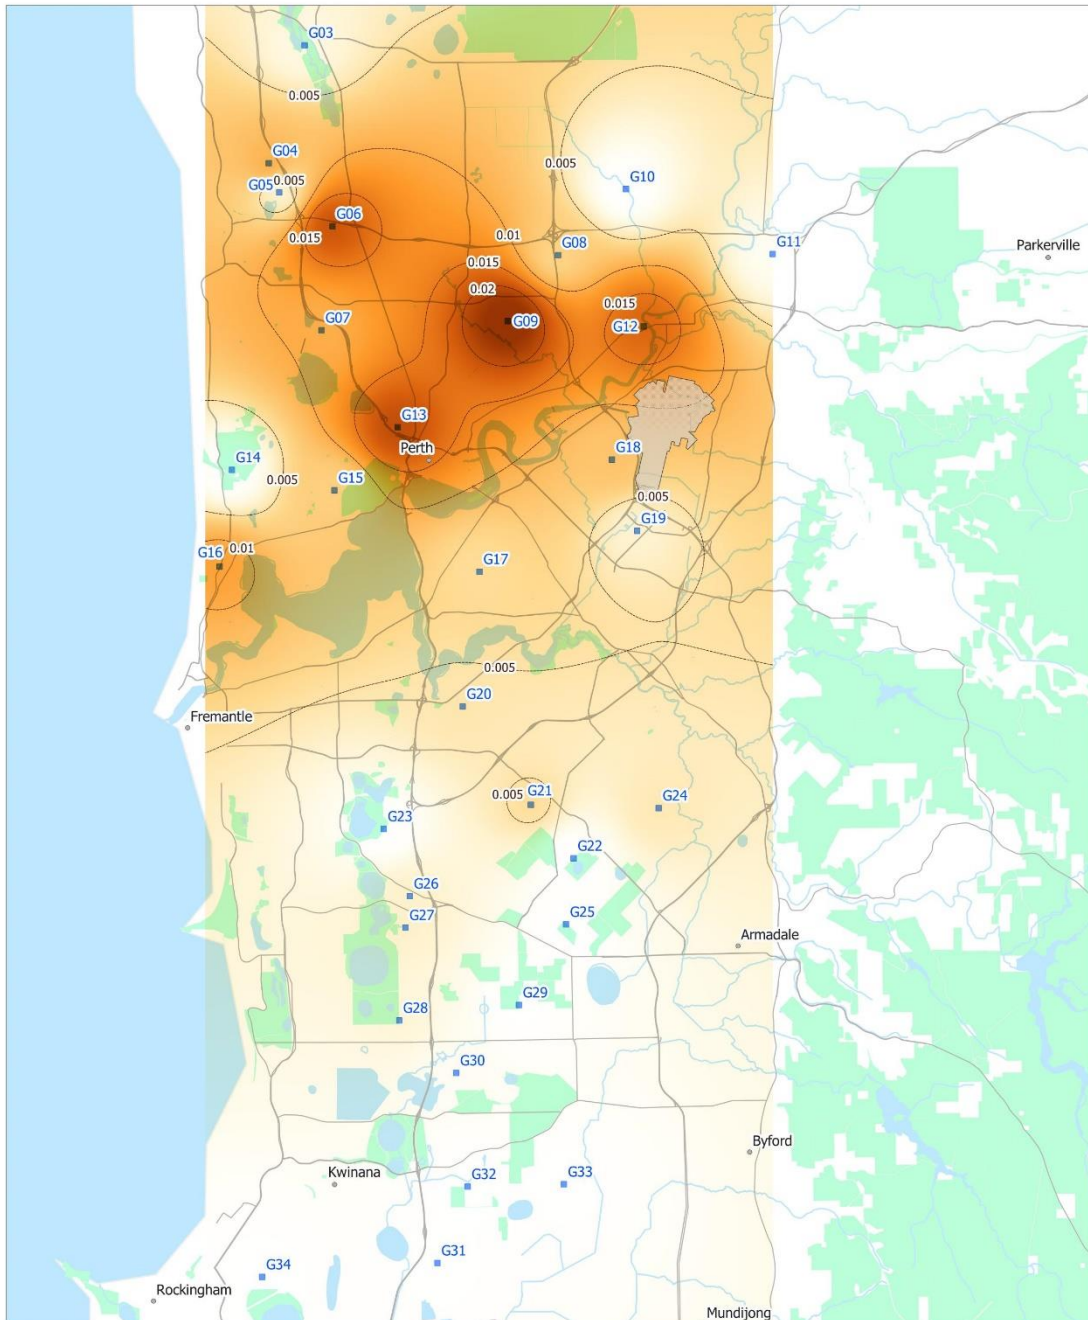 G03
0.005
G04
G05
0.005
0.005
G10
G06
0.015
0.01
G08
G11
Parkerville
0.015
0.02
0.015
G09
G12
G07
G13
Perth
G14
G18
0.005
G15
0.005
G19
G16
0.01
G17
0.005
G20
Fremantle
0.005
G21
G24
G23
G22
G26
G27
G25
Armadale
G29
G28
G30
Byford
Kwinana
G32
G33
G31
G34
Rockingham
Mundijong